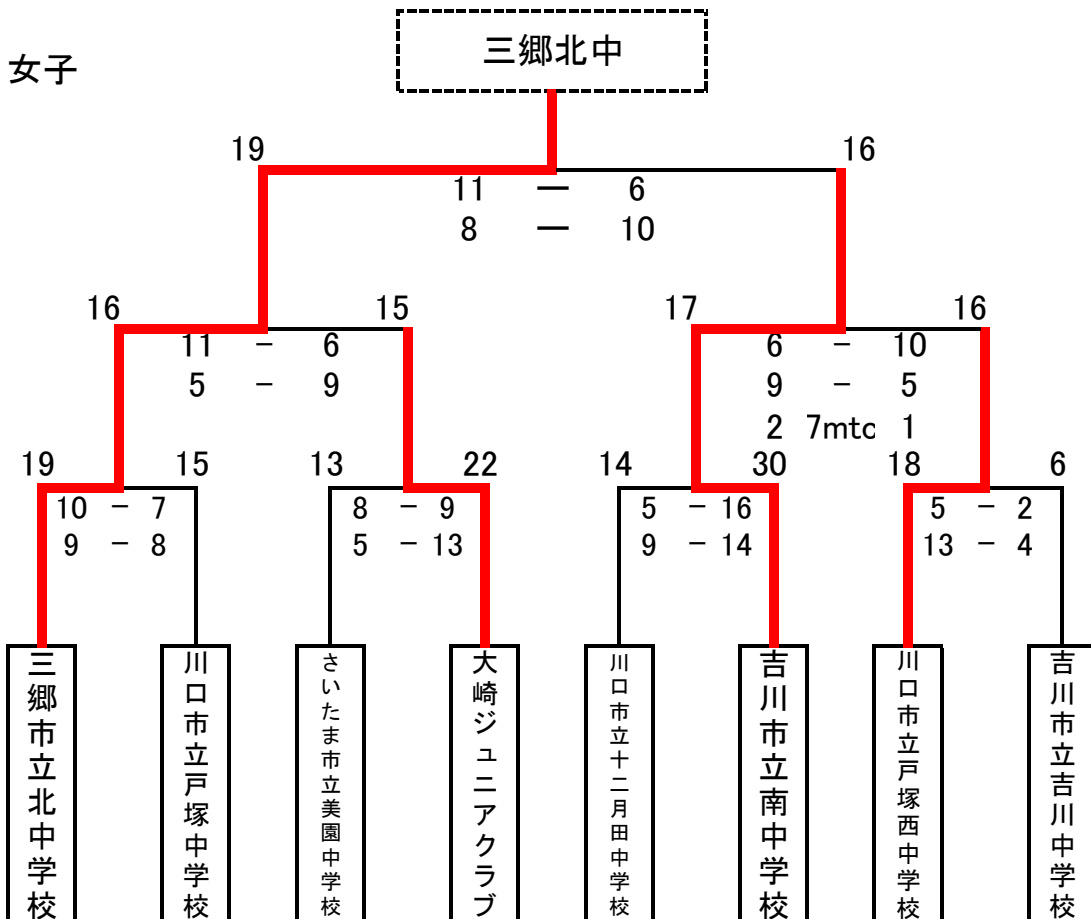 三郷北中
女子
19 16
11 ― 6
8 ― 10
16 15 17 16
11 - 6 6 - 10
5 - 9 9 - 5
2 7mtc 1
19 15 13 22 14 30 18 6
10 - 7 8 - 9 5 - 16 5 - 2
9 - 8 5 - 13 9 - 14 13 - 4
三郷市立北中学校
川口市立戸塚中学校
さいたま市立美園中学校
大崎ジュニアクラブ
川口市立十二月田中学校
吉川市立南中学校
川口市立戸塚西中学校
吉川市立吉川中学校